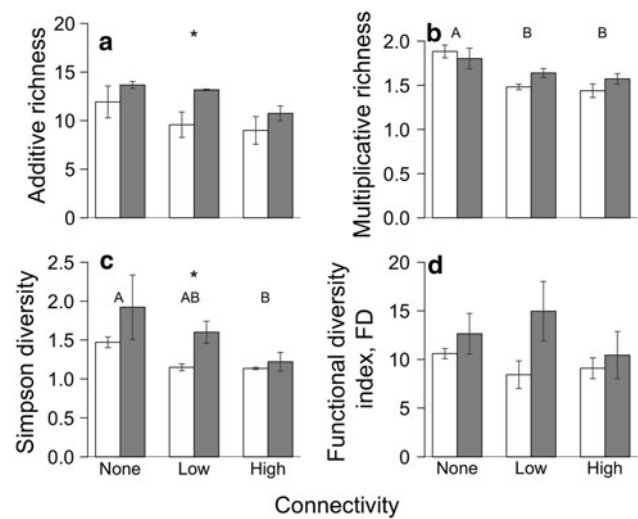 a
*
Additive richness
20
15
10
5
0
b
A B B
Multiplicative richness
2.0
1.5
1.0
0.5
0.0
c
*
A AB B
Simpson diversity
2.5
2.0
1.5
1.0
0.5
0.0
None Low High
d
Functional diversity
index, FD
20
15
10
5
0
None Low High
Connectivity